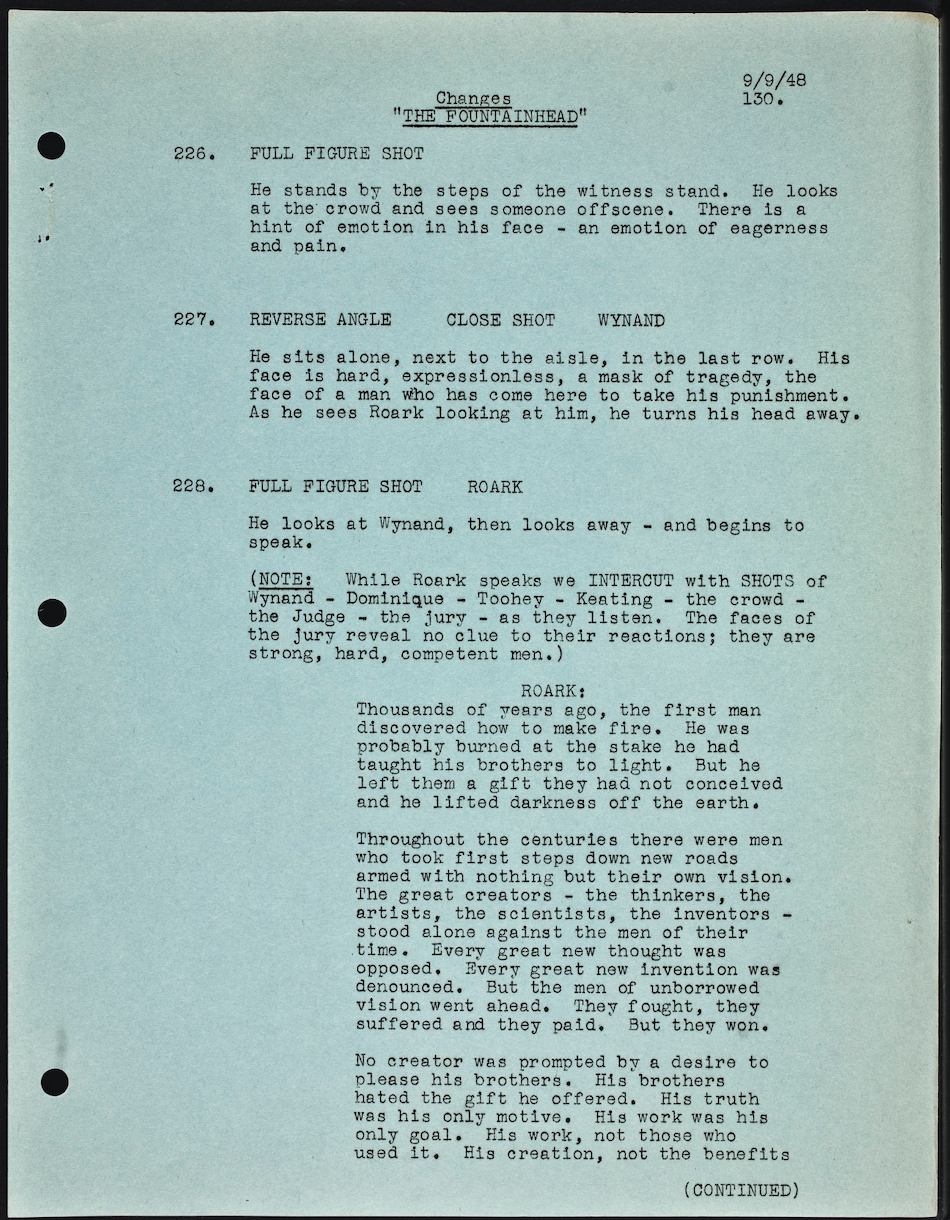 9/9/48
Changes 130.
"THE FOUNTAINHEAD"
226. FULL FIGURE SHOT
He stands by the steps of the witness stand. He looks
at the crowd and sees someone offscene. There is a
hint of emotion in his face - an emotion of eagerness
and pain.
227. REVERSE ANGLE CLOSE SHOT WYNAND
He sits alone, next to the aisle, in the last row. His
face is hard, expressionless, a mask of tragedy, the
face of a man who has come here to take his punishment.
As he sees Roark looking at him, he turns his head away.
228. FULL FIGURE SHOT ROARK
He looks at Wynand, then looks away - and begins to
speak.
(NOTE: While Roark speaks we INTERCUT with SHOTS of
Wynand - Dominique - Toohey - Keating - the crowd -
the Judge - the jury - as they listen. The faces of
the jury reveal no clue to their reactions; they are
strong, hard, competent men.)
ROARK:
Thousands of years ago, the first man
discovered how to make fire. He was
probably burned at the stake he had
taught his brothers to light. But he
left them a gift they had not conceived
and he lifted darkness off the earth.
Throughout the centuries there were men
who took first steps down new roads
armed with nothing but their own vision.
The great creators - the thinkers, the
artists, the scientists, the inventors -
stood alone against the men of their
time. Every great new thought was
opposed. Every great new invention was
denounced. But the men of unborrowed
vision went ahead. They fought, they
suffered and they paid. But they won.
No creator was prompted by a desire to
please his brothers. His brothers
hated the gift he offered. His truth
was his only motive. His work was his
only goal. His work, not those who
used it. His creation, not the benefits
(CONTINUED)